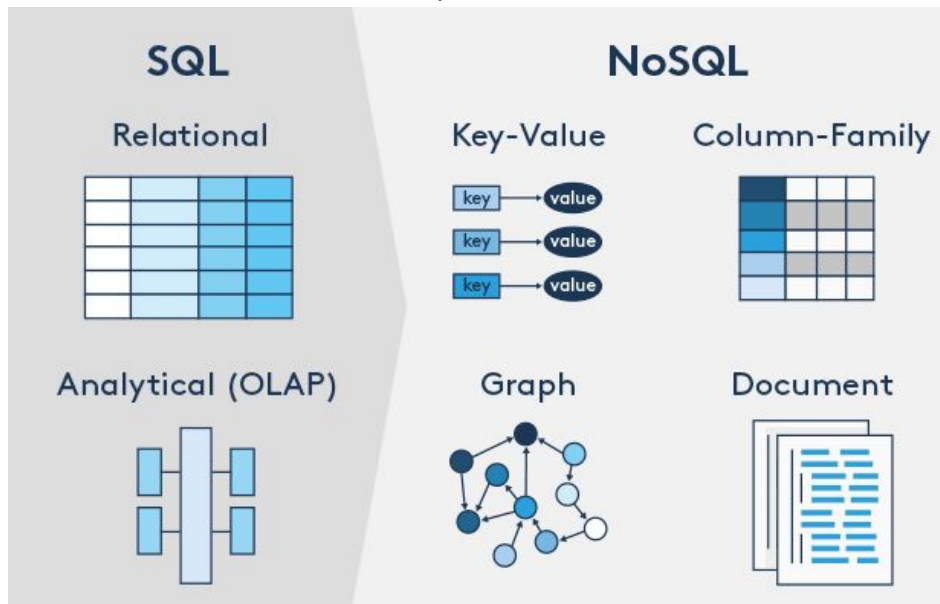 SQL
NoSQL
Relational
Key-Value
Column-Family
key
value
key
value
key
value
Analytical (OLAP)
Graph
Document